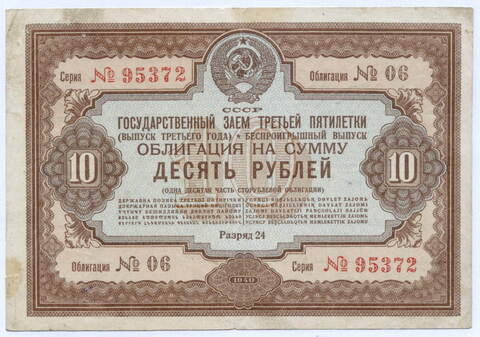 Серия № 95372 Облигация № 06
СССР
ГОСУДАРСТВЕННЫЙ ЗАЕМ ТРЕТЬЕЙ ПЯТИЛЕТКИ
(ВЫПУСК ТРЕТЬЕГО ГОДА) • БЕСПРОИГРЫШНЫЙ ВЫПУСК
ОБЛИГАЦИЯ НА СУММУ
10 ДЕСЯТЬ РУБЛЕЙ 10
(ОДНА ДЕСЯТАЯ ЧАСТЬ СТОРУБЛЕВОЙ ОБЛИГАЦИИ)
Разряд 24
Облигация № 06 Серия № 95372
1940